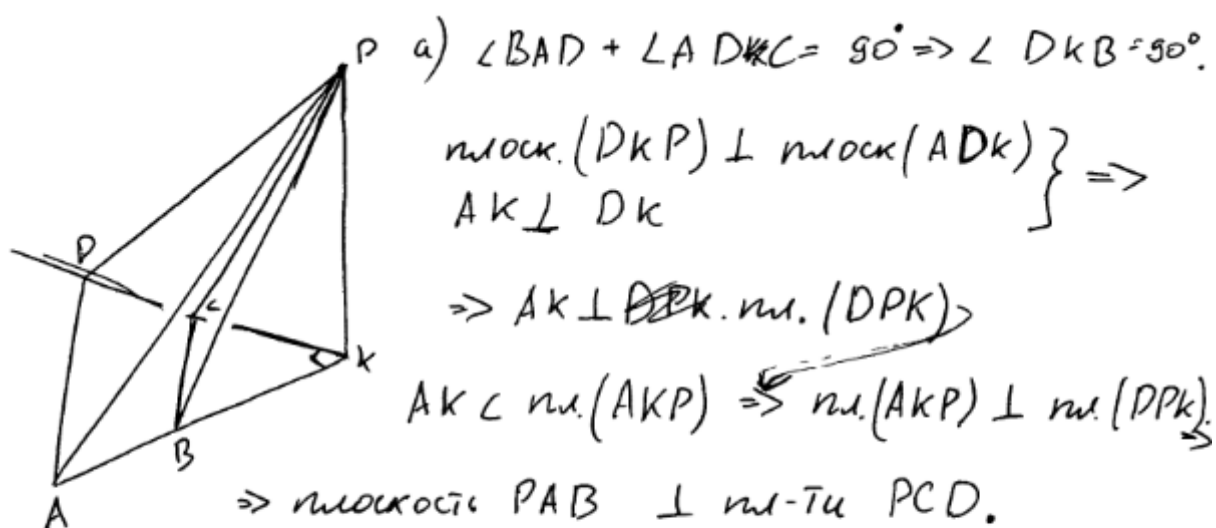 P
a) ∠BAD + ∠ADC = 90° => ∠DKB = 90°.
плоск. (DKP) ⊥ плоск (ADK) } =>
AK ⊥ DK
D
C
=> AK ⊥ пл. (DPK)
K
AK ⊂ пл. (AKP) => пл. (AKP) ⊥ пл. (DPK).
=>
B
A
=> плоскость PAB ⊥ пл-ти PCD.